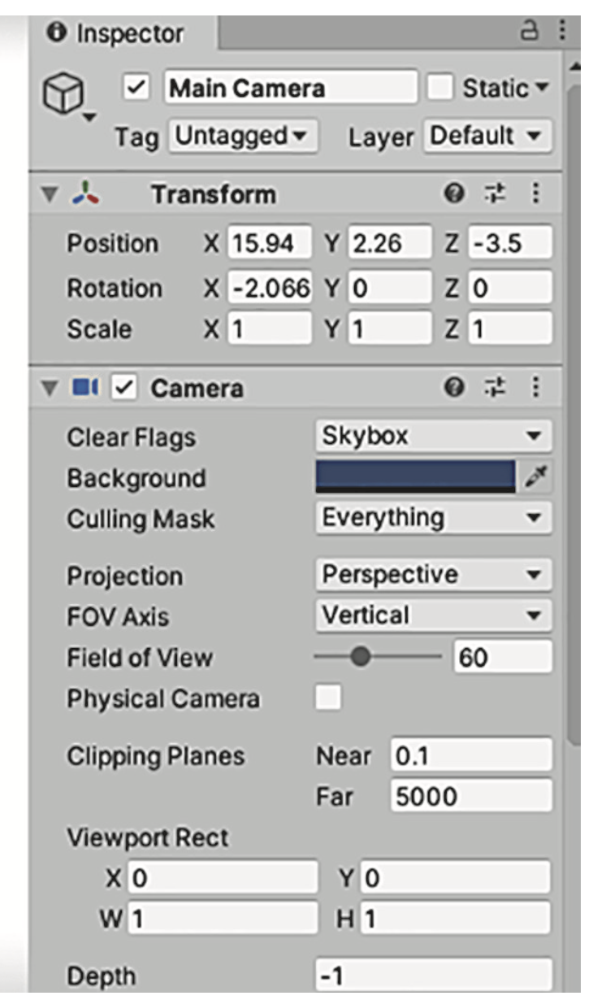 Inspector
Main Camera Static
Tag Untagged Layer Default
Transform
Position X 15.94 Y 2.26 Z -3.5
Rotation X -2.066 Y 0 Z 0
Scale X 1 Y 1 Z 1
Camera
Clear Flags Skybox
Background
Culling Mask Everything
Projection Perspective
FOV Axis Vertical
Field of View 60
Physical Camera
Clipping Planes Near 0.1
Far 5000
Viewport Rect
X 0 Y 0
W 1 H 1
Depth -1